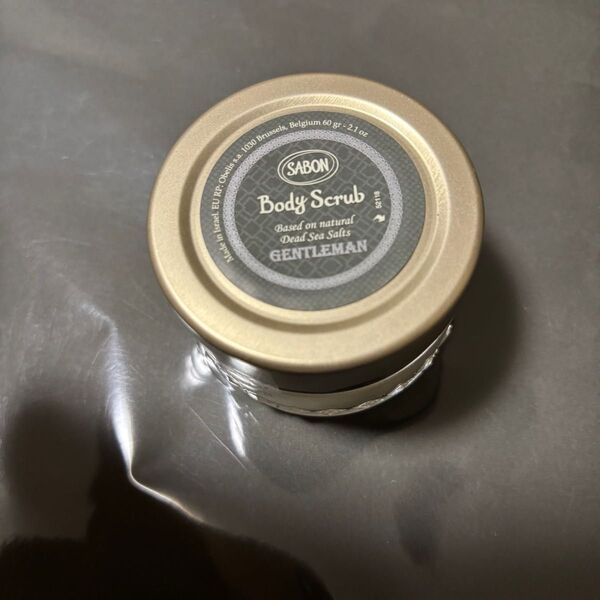 Made in Israel. EU RP: Obelis s.a. 1030 Brussels, Belgium 60 gr - 2.1 oz
SABON
Body Scrub
Based on natural
Dead Sea Salts
GENTLEMAN
52118